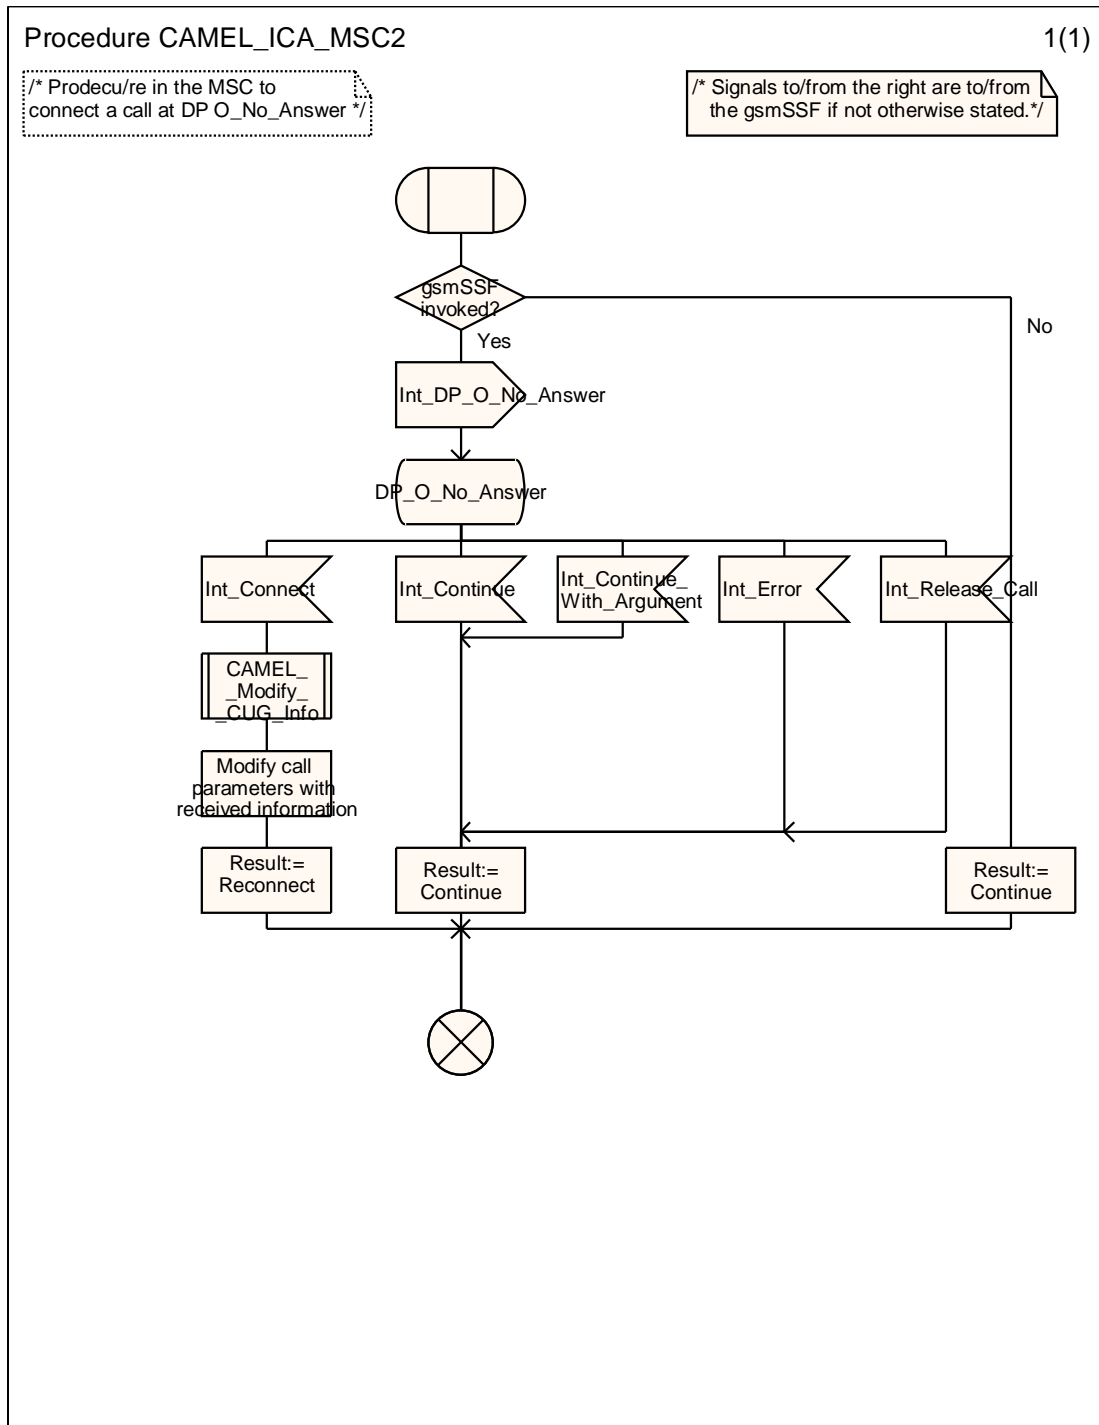 Procedure CAMEL_ICA_MSC2
1(1)
/* Prodecu/re in the MSC to
connect a call at DP O_No_Answer */
/* Signals to/from the right are to/from
the gsmSSF if not otherwise stated.*/
gsmSSF
invoked?
No
Yes
Int_DP_O_No_Answer
DP_O_No_Answer
Int_Connect
Int_Continue
Int_Continue_
With_Argument
Int_Error
Int_Release_Call
CAMEL_
_Modify_
_CUG_Info
Modify call
parameters with
received information
Result:=
Reconnect
Result:=
Continue
Result:=
Continue